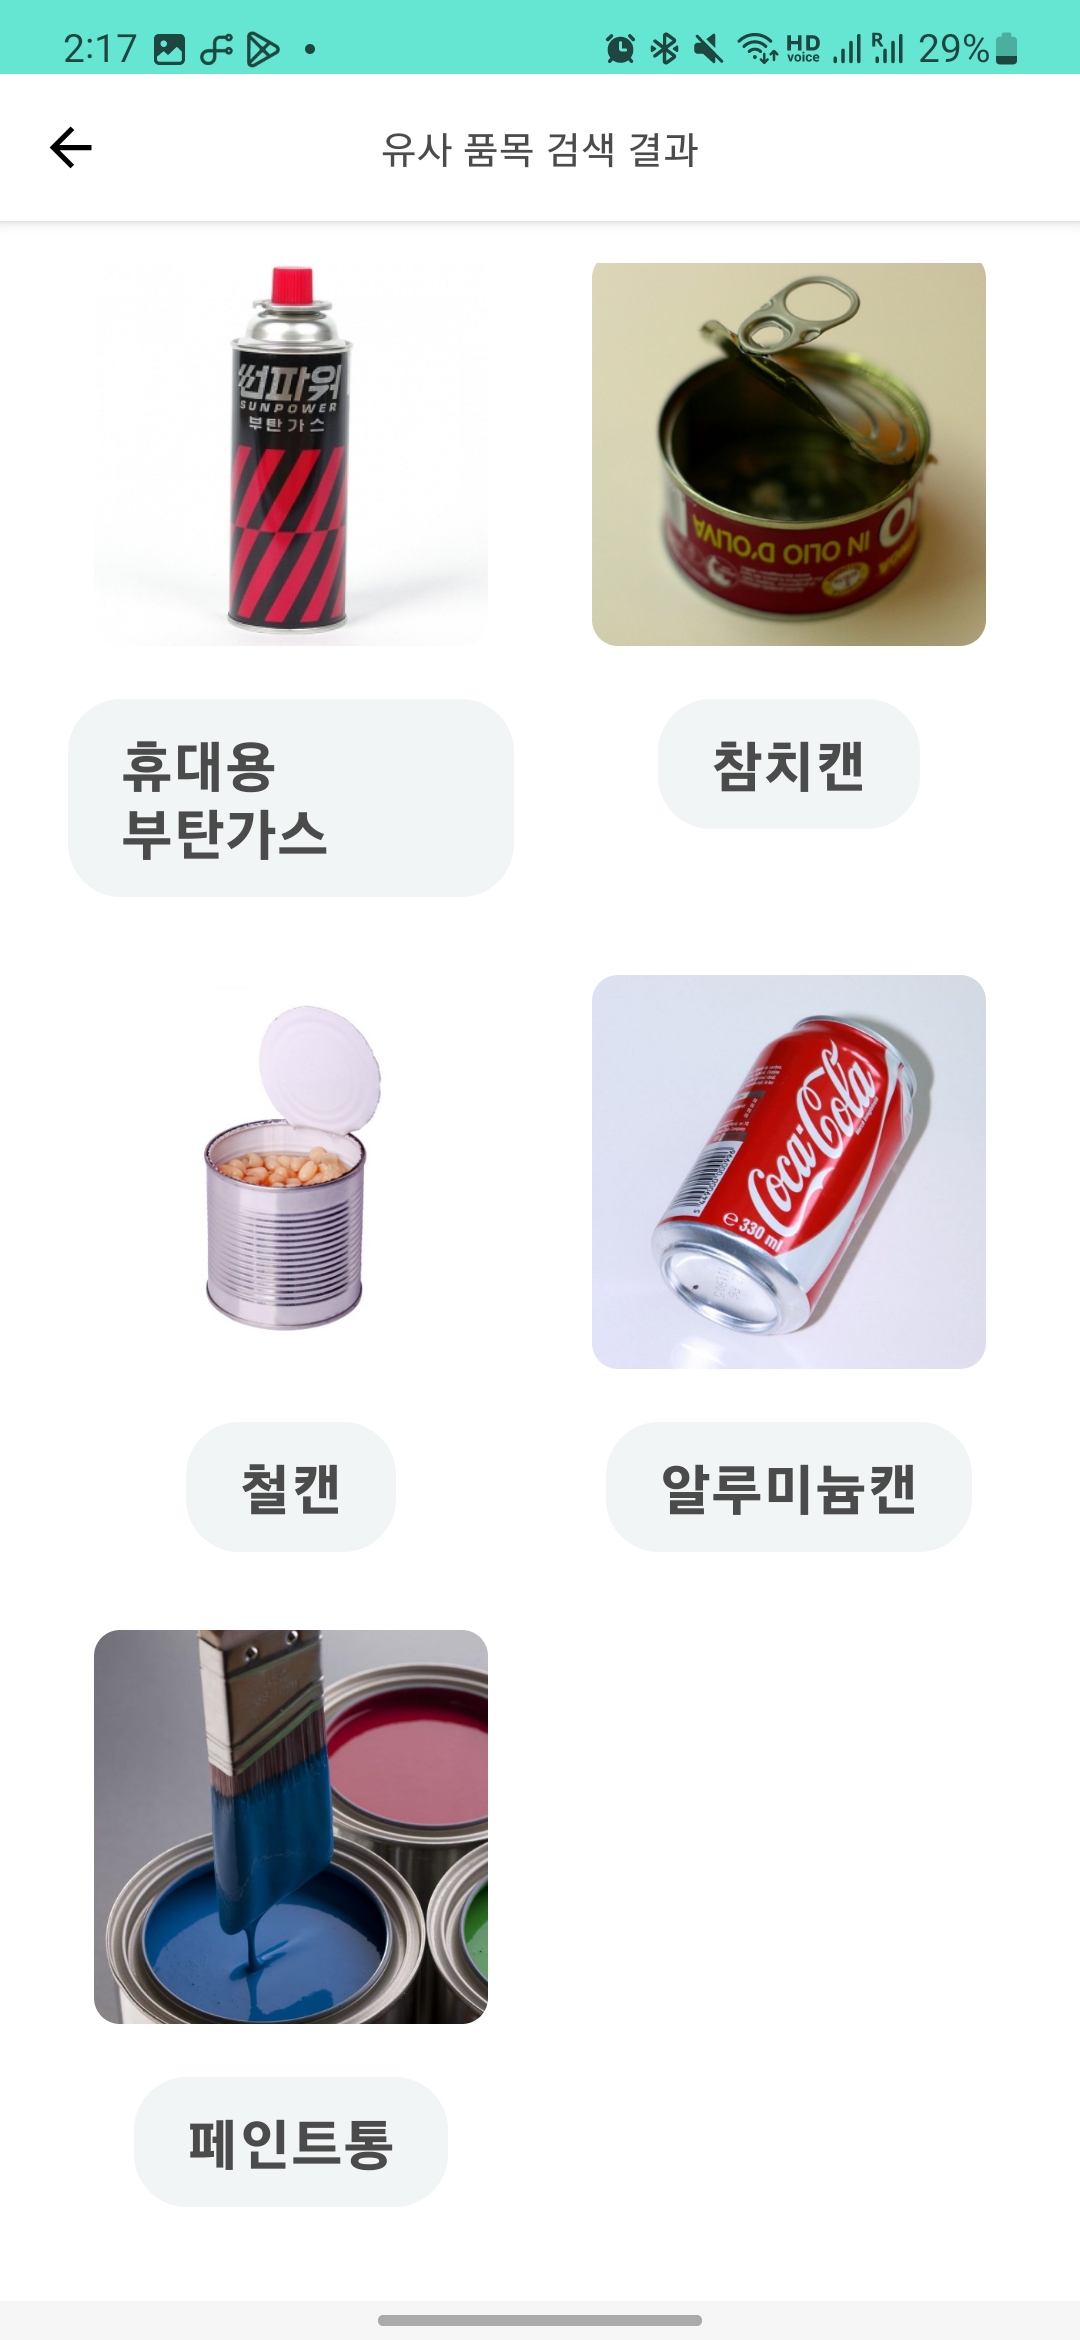 2:17
HD voice
R
29%
유사 품목 검색 결과
썬파워
SUNPOWER
부탄가스
IN OLIO D'OLIVA
휴대용
부탄가스
참치캔
Coca-Cola
e 330 ml
철캔
알루미늄캔
페인트통